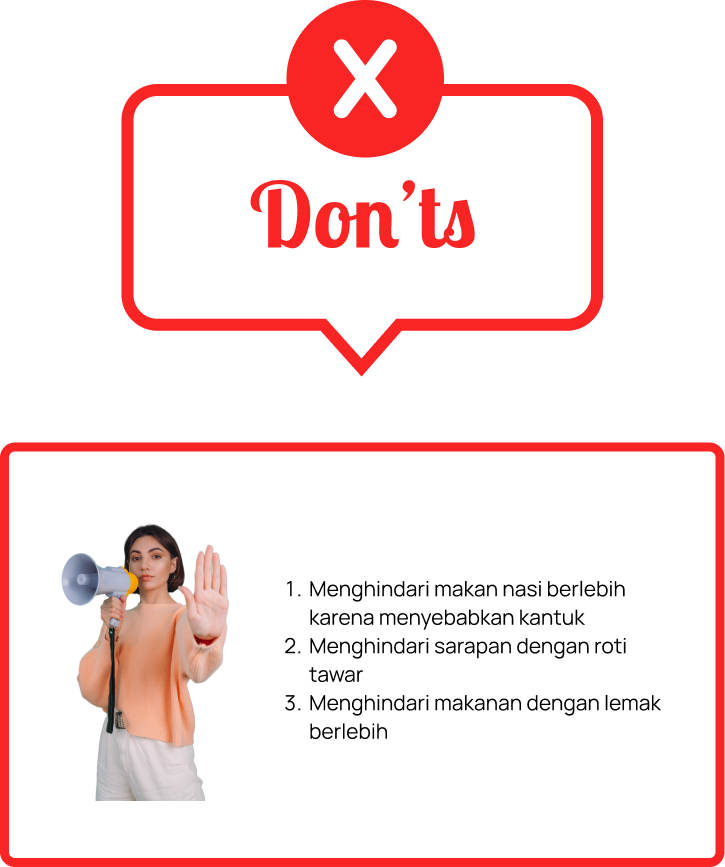 Don’ts
1. Menghindari makan nasi berlebih
karena menyebabkan kantuk
2. Menghindari sarapan dengan roti
tawar
3. Menghindari makanan dengan lemak
berlebih